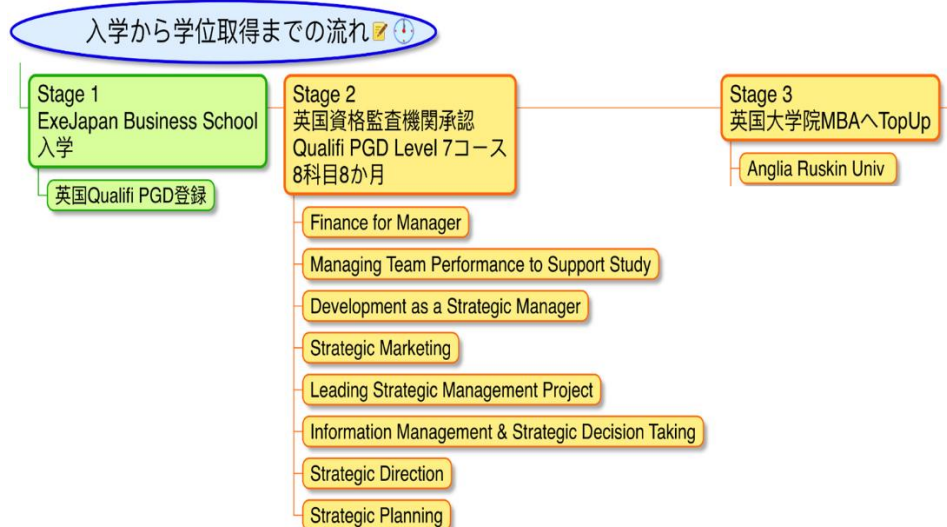 入学から学位取得までの流れ📝🕛
Stage 1
ExeJapan Business School
入学
英国Qualifi PGD登録
Stage 2
英国資格監査機関承認
Qualifi PGD Level 7コース
8科目8か月
Finance for Manager
Managing Team Performance to Support Study
Development as a Strategic Manager
Strategic Marketing
Leading Strategic Management Project
Information Management & Strategic Decision Taking
Strategic Direction
Strategic Planning
Stage 3
英国大学院MBAへTopUp
Anglia Ruskin Univ